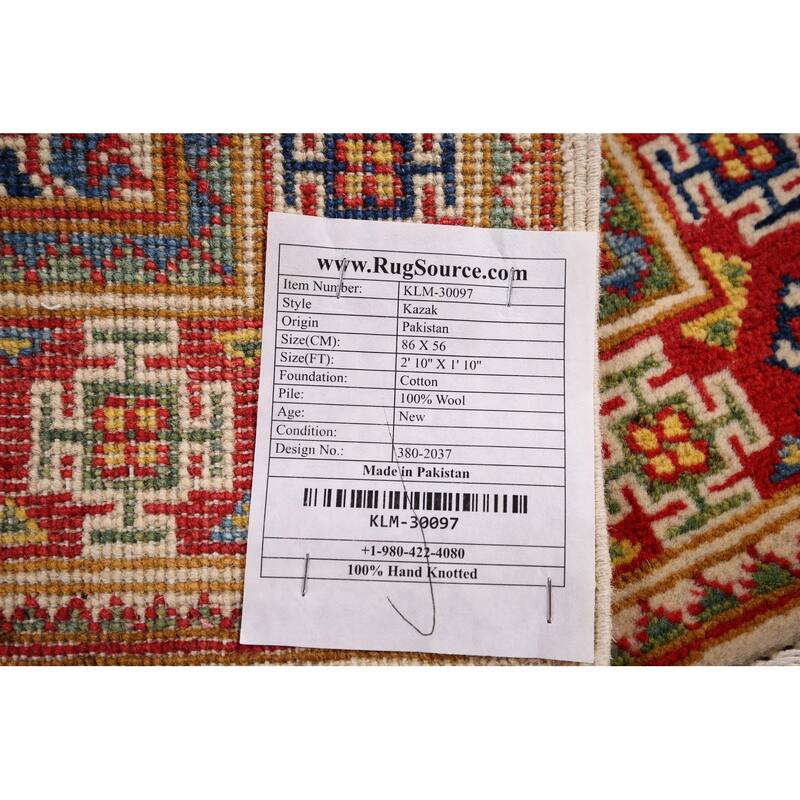 www.RugSource.com
Item Number: KLM-30097
Style Kazak
Origin Pakistan
Size(CM): 86 X 56
Size(FT): 2' 10" X 1' 10"
Foundation: Cotton
Pile: 100% Wool
Age: New
Condition:
Design No.: 380-2037
Made in Pakistan
KLM-30097
+1-980-422-4080
100% Hand Knotted